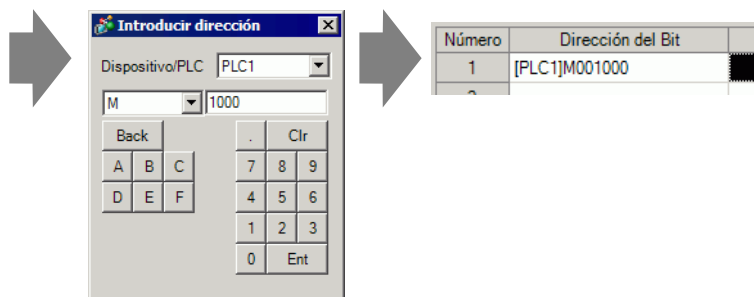 Introducir dirección
Dispositivo/PLC PLC1
M 1000
Back . Clr
A B C 7 8 9
D E F 4 5 6
1 2 3
0 Ent
Número Dirección del Bit
1 [PLC1]M001000